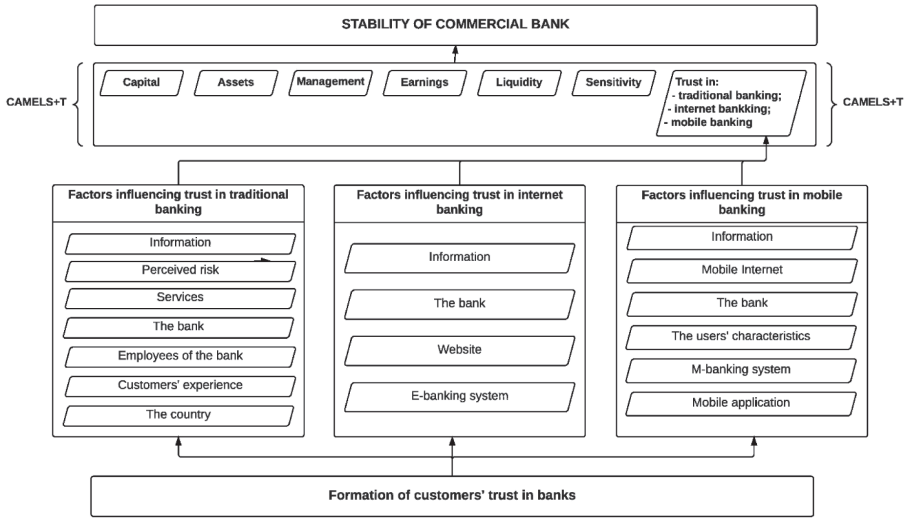 STABILITY OF COMMERCIAL BANK
CAMELS+T
Capital
Assets
Management
Earnings
Liquidity
Sensitivity
Trust in:
- traditional banking;
- internet bankking;
- mobile banking
CAMELS+T
Factors influencing trust in traditional
banking
Information
Perceived risk
Services
The bank
Employees of the bank
Customers' experience
The country
Factors influencing trust in internet
banking
Information
The bank
Website
E-banking system
Factors influencing trust in mobile
banking
Information
Mobile Internet
The bank
The users' characteristics
M-banking system
Mobile application
Formation of customers' trust in banks